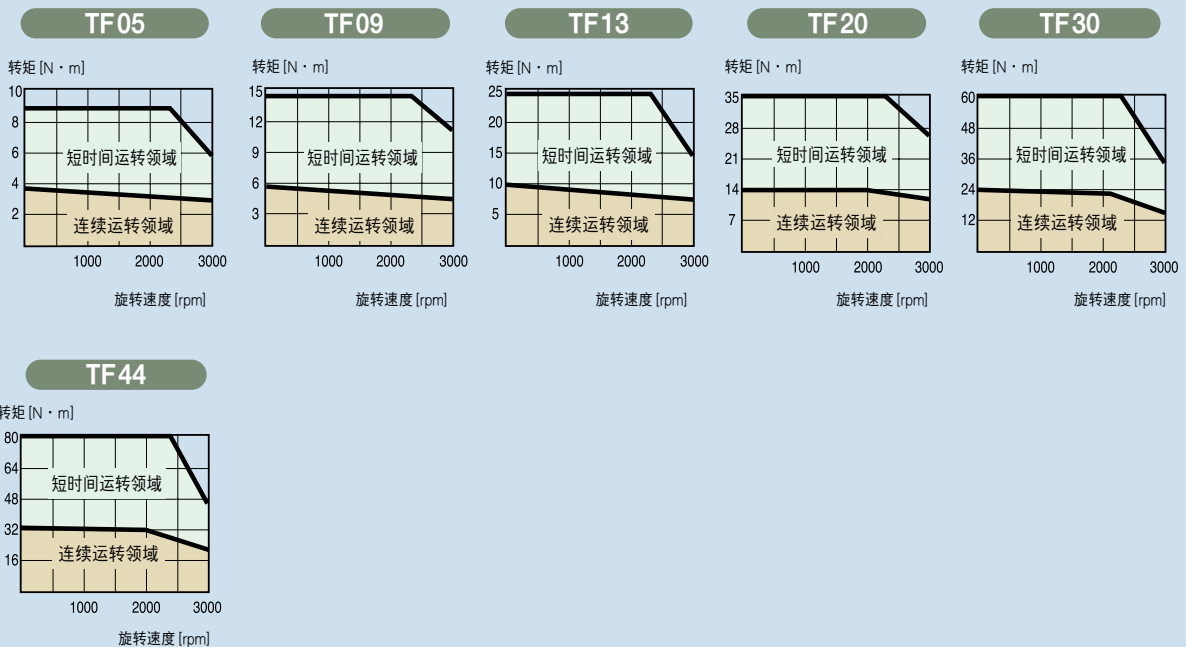 TF05
转矩 [N・m]
10
8
6
4
2
短时间运转领域
连续运转领域
1000 2000 3000
旋转速度 [rpm]
TF09
转矩 [N・m]
15
12
9
6
3
短时间运转领域
连续运转领域
1000 2000 3000
旋转速度 [rpm]
TF13
转矩 [N・m]
25
20
15
10
5
短时间运转领域
连续运转领域
1000 2000 3000
旋转速度 [rpm]
TF20
转矩 [N・m]
35
28
21
14
7
短时间运转领域
连续运转领域
1000 2000 3000
旋转速度 [rpm]
TF30
转矩 [N・m]
60
48
36
24
12
短时间运转领域
连续运转领域
1000 2000 3000
旋转速度 [rpm]
TF44
转矩 [N・m]
80
64
48
32
16
短时间运转领域
连续运转领域
1000 2000 3000
旋转速度 [rpm]